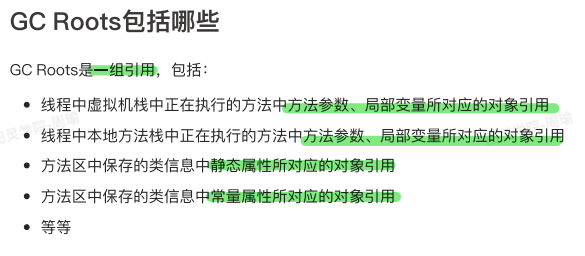 GC Roots包括哪些
GC Roots是一组引用，包括：
线程中虚拟机栈中正在执行的方法中方法参数、局部变量所对应的对象引用
线程中本地方法栈中正在执行的方法中方法参数、局部变量所对应的对象引用
方法区中保存的类信息中静态属性所对应的对象引用
方法区中保存的类信息中常量属性所对应的对象引用
等等